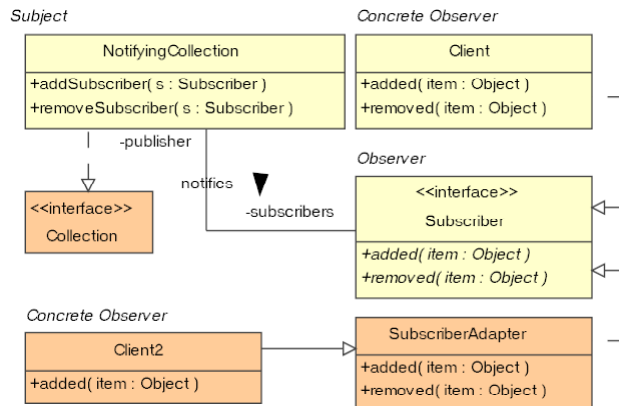 Subject
Concrete Observer
NotifyingCollection
+addSubscriber( s : Subscriber )
+removeSubscriber( s : Subscriber )
Client
+added( item : Object )
+removed( item : Object )
-publisher
notifies
-subscribers
Observer
<<interface>>
Collection
<<interface>>
Subscriber
+added( item : Object )
+removed( item : Object )
Concrete Observer
Client2
+added( item : Object )
SubscriberAdapter
+added( item : Object )
+removed( item : Object )